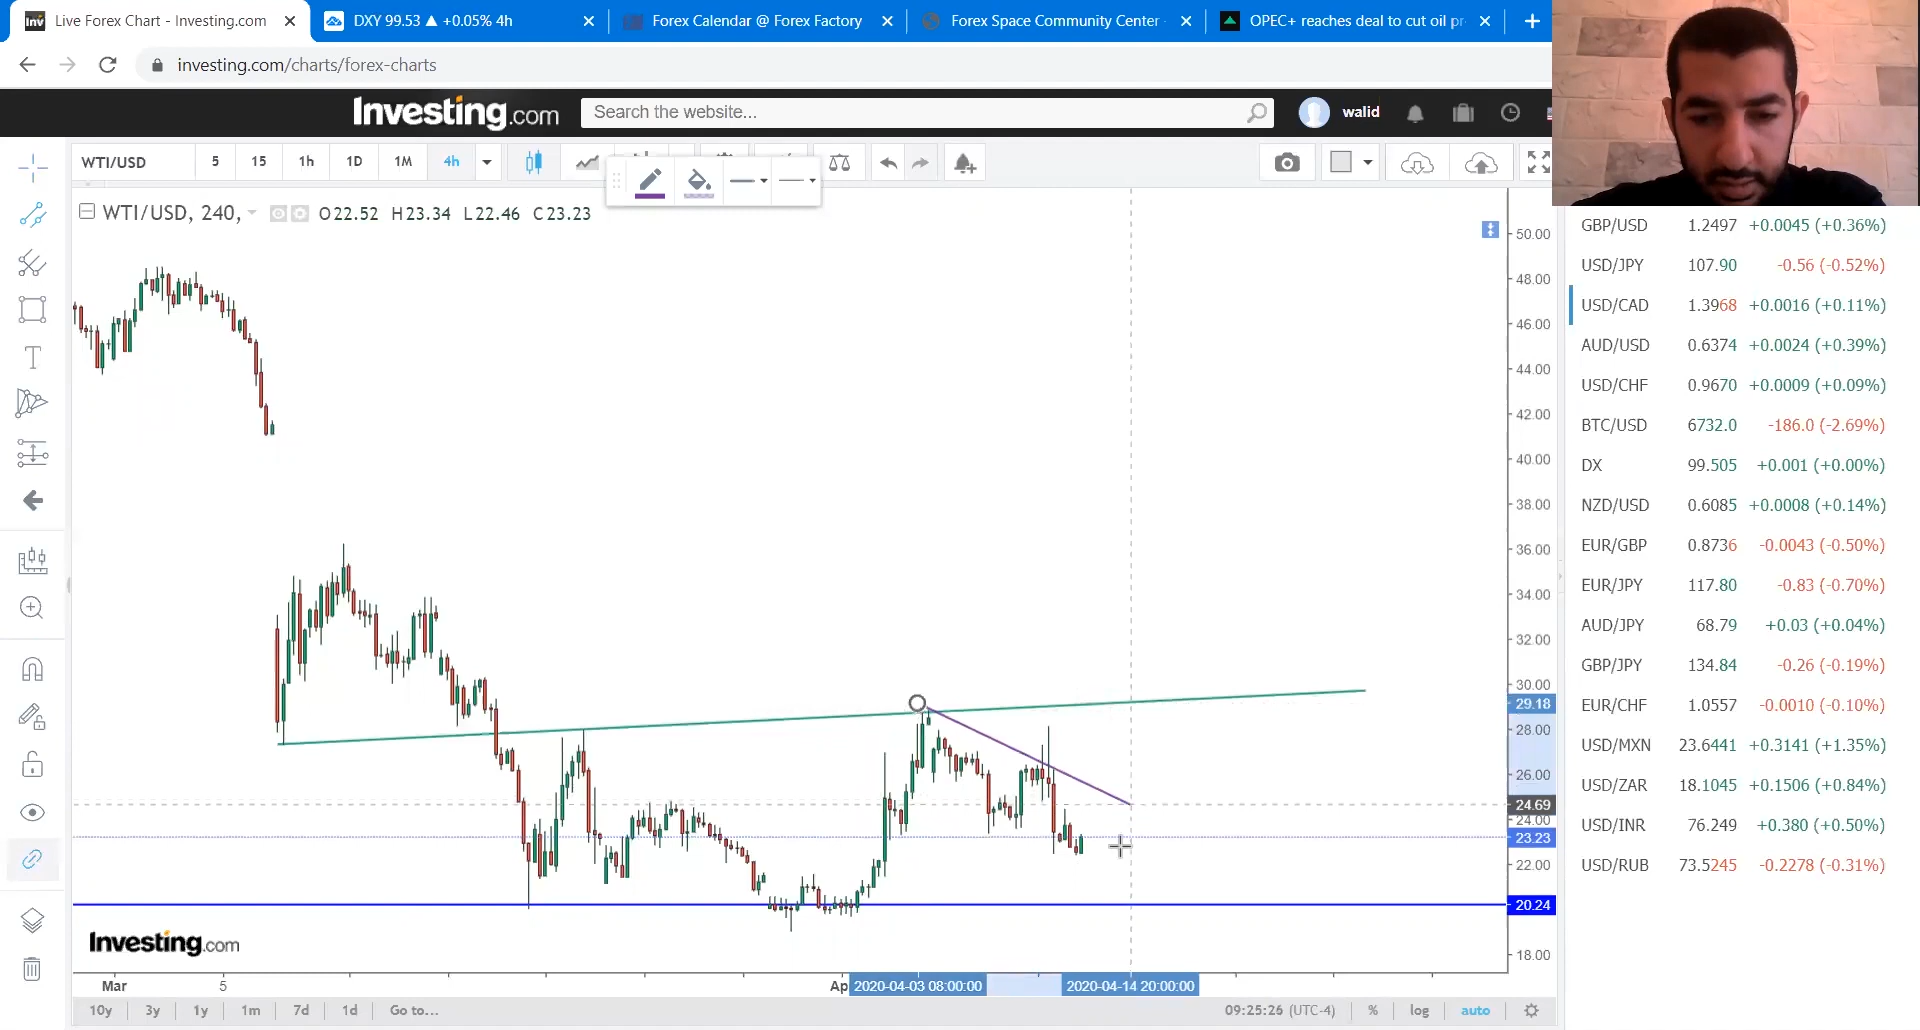 Live Forex Chart - Investing.com
DXY 99.53 ▲ +0.05% 4h
Forex Calendar @ Forex Factory
Forex Space Community Center
OPEC+ reaches deal to cut oil pr
investing.com/charts/forex-charts
Investing.com
Search the website...
walid
WTI/USD 5 15 1h 1D 1M 4h
WTI/USD, 240, O22.52 H23.34 L22.46 C23.23
50.00
48.00
46.00
44.00
42.00
40.00
38.00
36.00
34.00
32.00
30.00
29.18
28.00
26.00
24.69
24.00
23.23
22.00
20.24
18.00
GBP/USD 1.2497 +0.0045 (+0.36%)
USD/JPY 107.90 -0.56 (-0.52%)
USD/CAD 1.3968 +0.0016 (+0.11%)
AUD/USD 0.6374 +0.0024 (+0.39%)
USD/CHF 0.9670 +0.0009 (+0.09%)
BTC/USD 6732.0 -186.0 (-2.69%)
DX 99.505 +0.001 (+0.00%)
NZD/USD 0.6085 +0.0008 (+0.14%)
EUR/GBP 0.8736 -0.0043 (-0.50%)
EUR/JPY 117.80 -0.83 (-0.70%)
AUD/JPY 68.79 +0.03 (+0.04%)
GBP/JPY 134.84 -0.26 (-0.19%)
EUR/CHF 1.0557 -0.0010 (-0.10%)
USD/MXN 23.6441 +0.3141 (+1.35%)
USD/ZAR 18.1045 +0.1506 (+0.84%)
USD/INR 76.249 +0.380 (+0.50%)
USD/RUB 73.5245 -0.2278 (-0.31%)
Investing.com
Mar 5 Ap 2020-04-03 08:00:00 2020-04-14 20:00:00
10y 3y 1y 1m 7d 1d Go to... 09:25:26 (UTC-4) % log auto